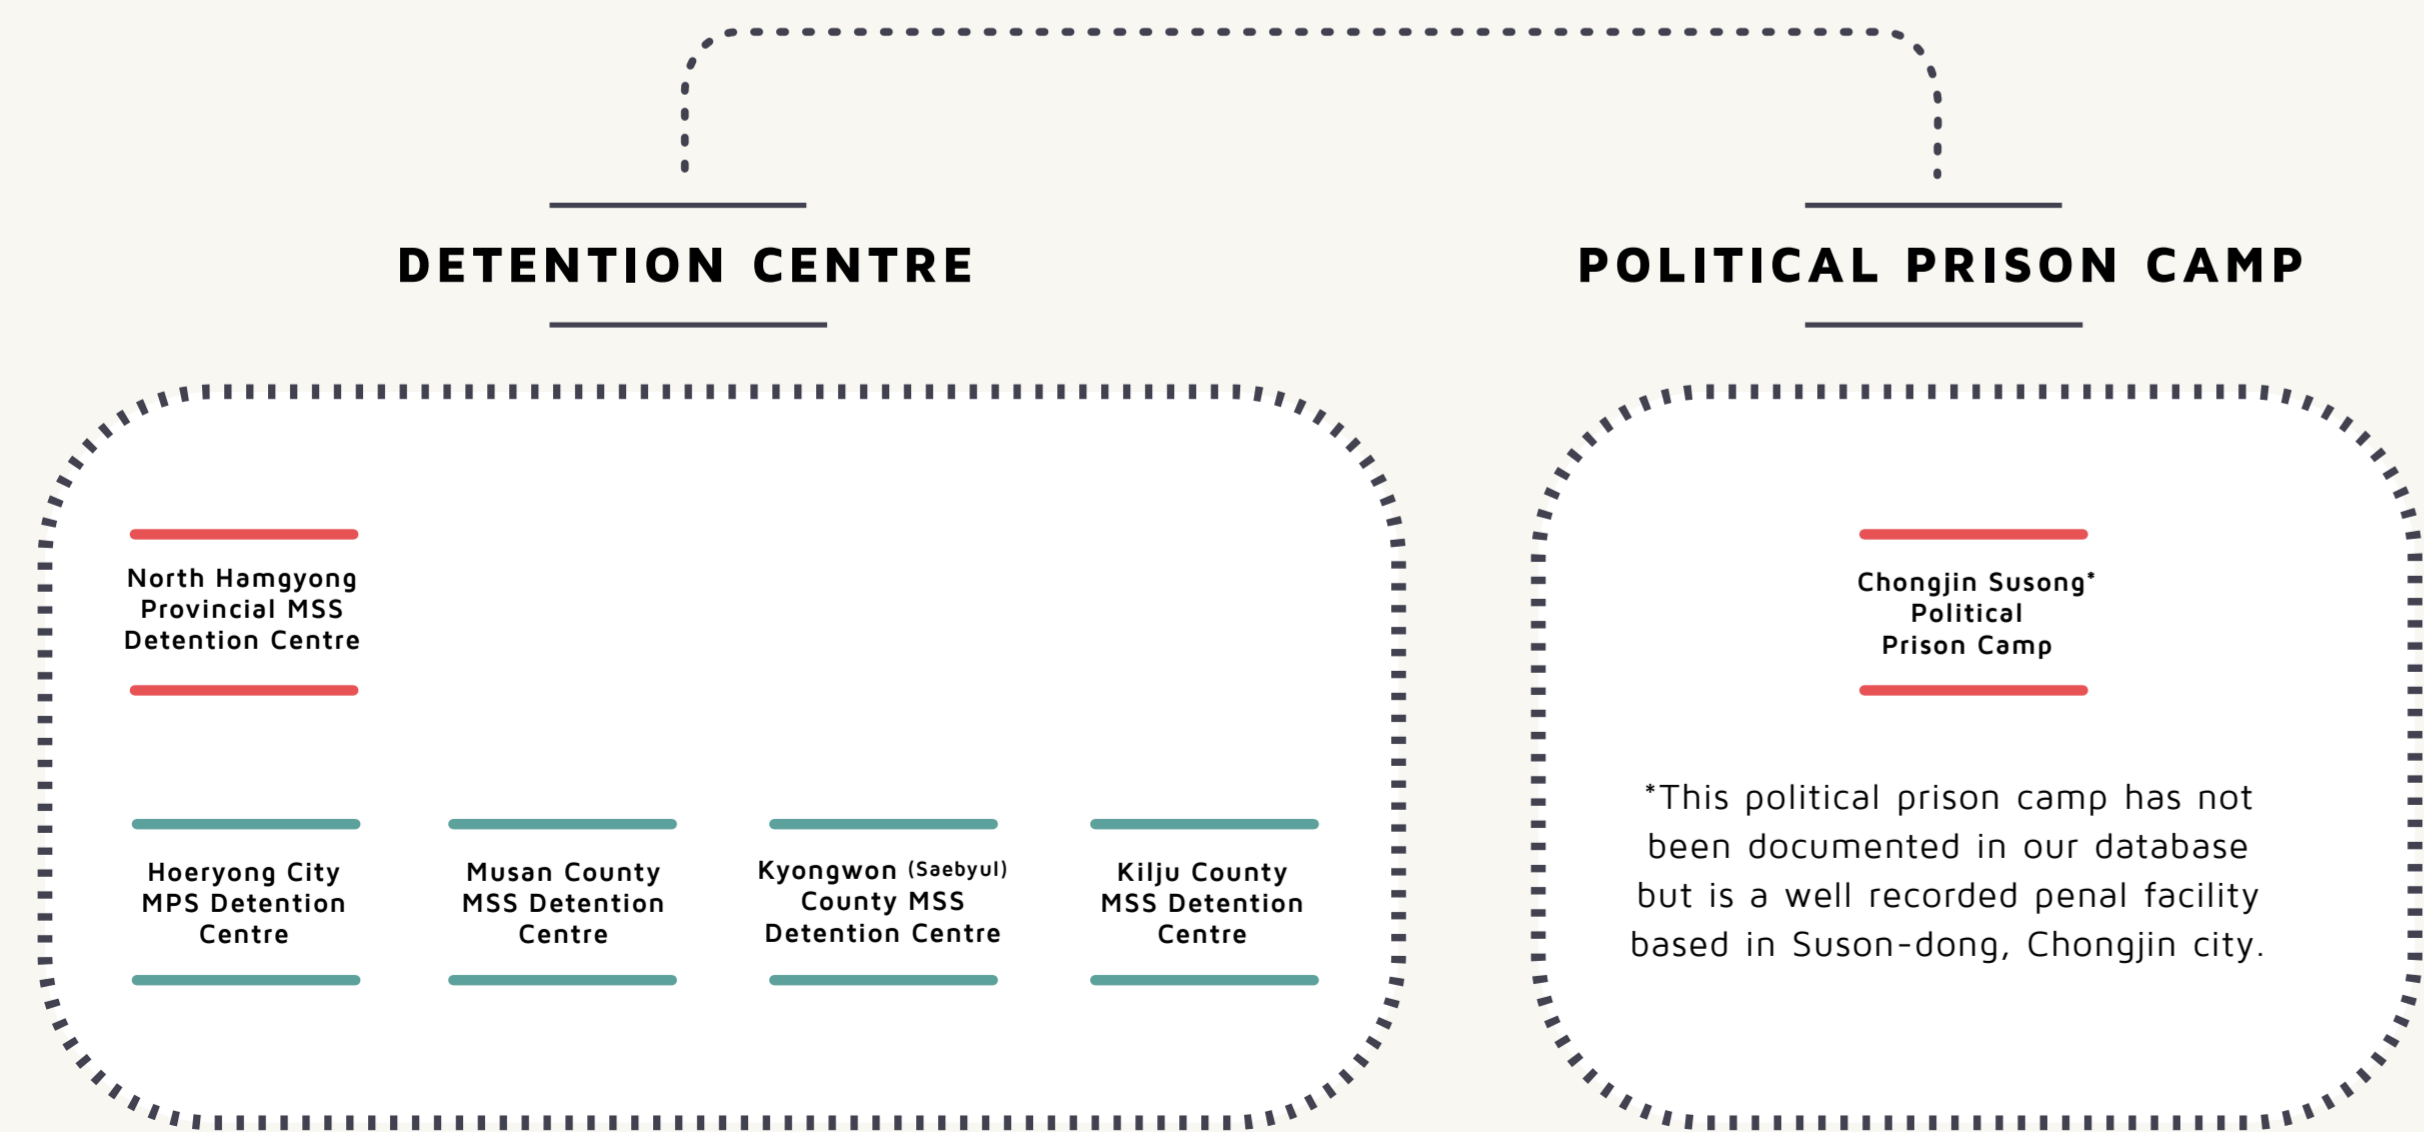 DETENTION CENTRE
POLITICAL PRISON CAMP
North Hamgyong
Provincial MSS
Detention Centre
Hoeryong City
MPS Detention
Centre
Musan County
MSS Detention
Centre
Kyongwon (Saebyul)
County MSS
Detention Centre
Kilju County
MSS Detention
Centre
Chongjin Susong*
Political
Prison Camp
*This political prison camp has not
been documented in our database
but is a well recorded penal facility
based in Suson-dong, Chongjin city.